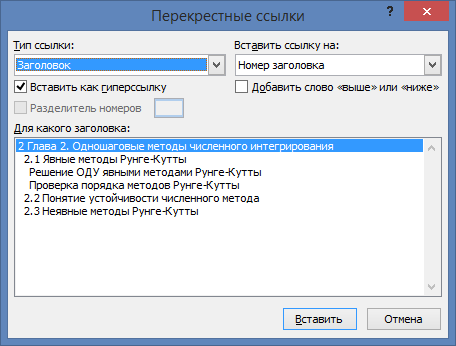 Перекрестные ссылки
? ×
Тип ссылки: Вставить ссылку на:
Заголовок Номер заголовка
Вставить как гиперссылку Добавить слово «выше» или «ниже»
Разделитель номеров
Для какого заголовка:
2 Глава 2. Одношаговые методы численного интегрирования
2.1 Явные методы Рунге-Кутты
Решение ОДУ явными методами Рунге-Кутты
Проверка порядка методов Рунге-Кутты
2.2 Понятие устойчивости численного метода
2.3 Неявные методы Рунге-Кутты
Вставить Отмена